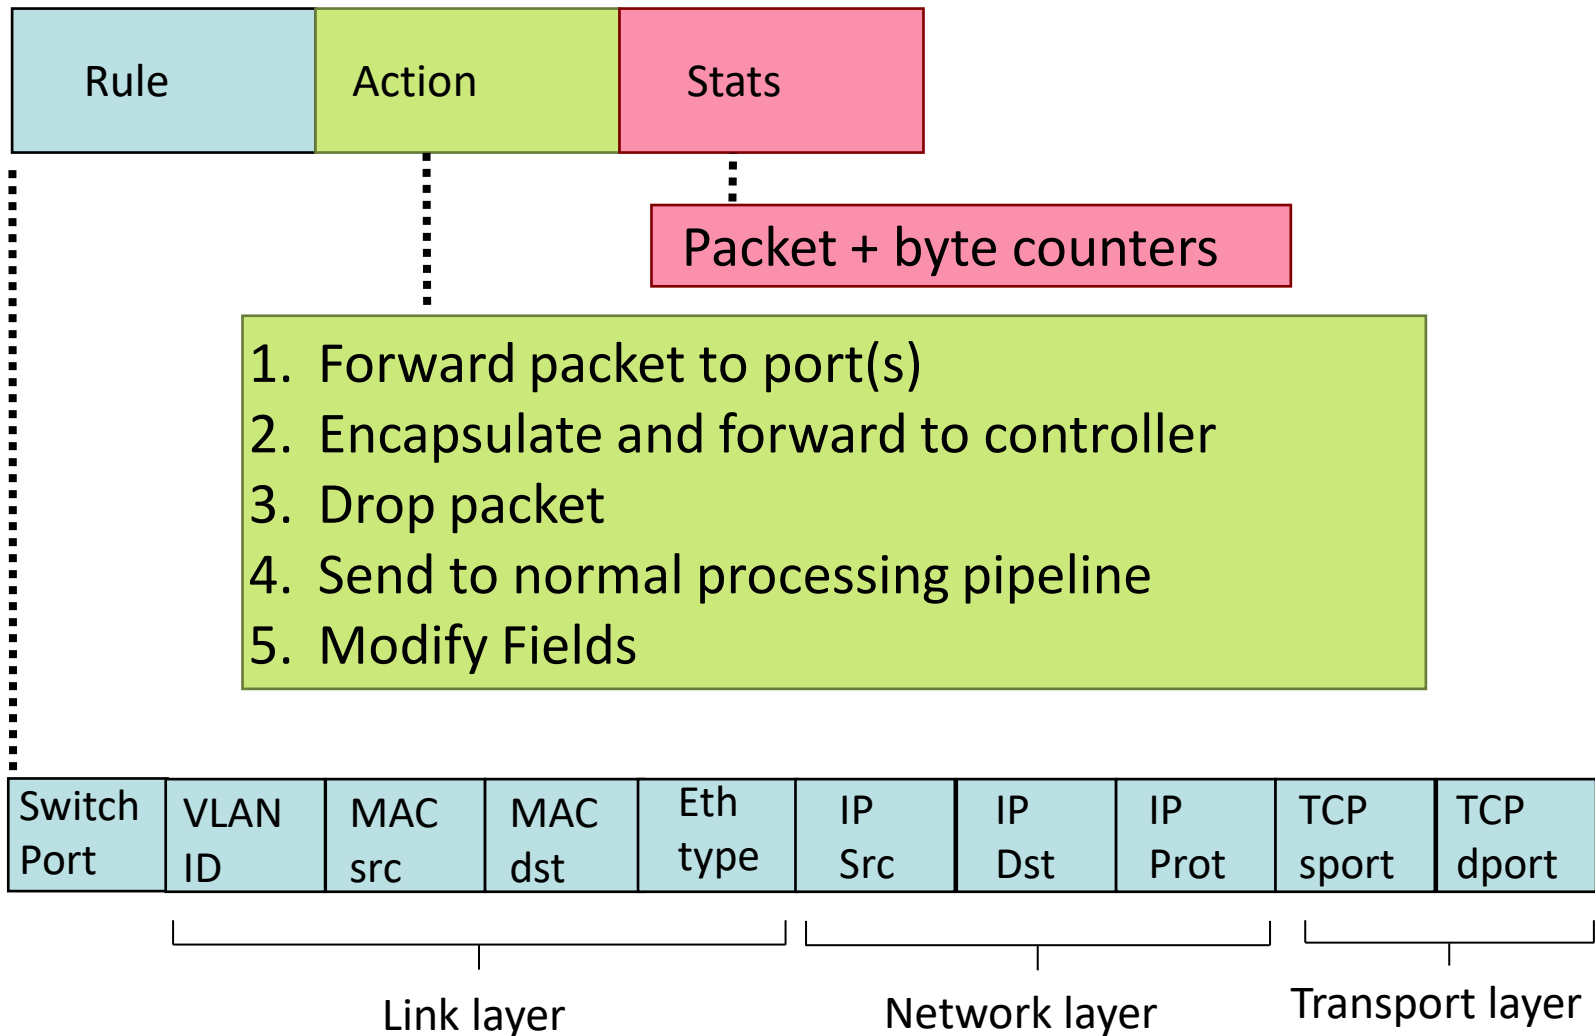 Rule
Action
Stats
Packet + byte counters
1. Forward packet to port(s)
2. Encapsulate and forward to controller
3. Drop packet
4. Send to normal processing pipeline
5. Modify Fields
Switch
Port
VLAN
ID
MAC
src
MAC
dst
Eth
type
IP
Src
IP
Dst
IP
Prot
TCP
sport
TCP
dport
Link layer
Network layer
Transport layer